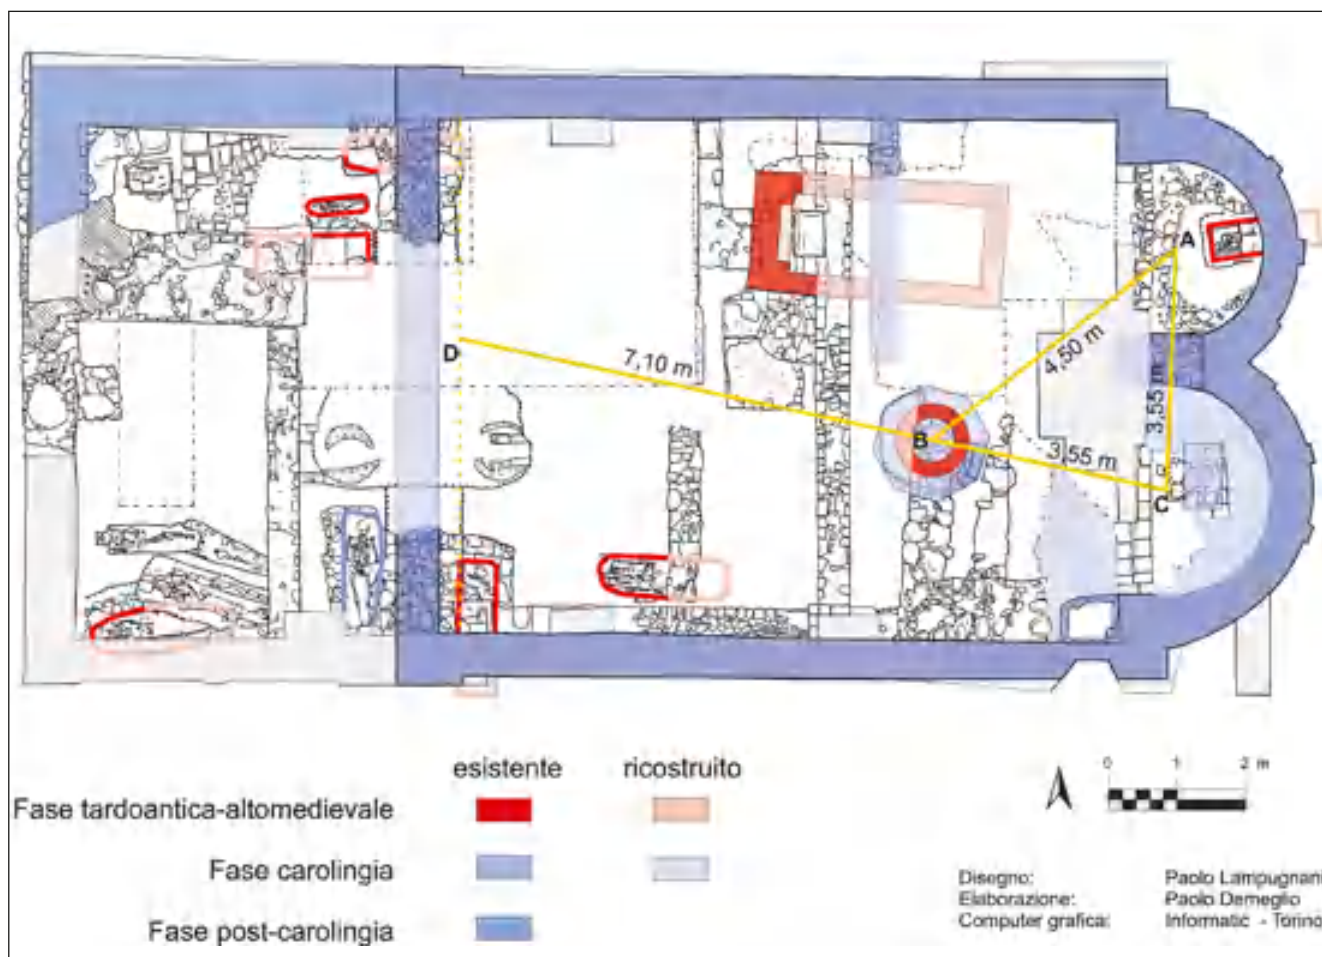 A
D
7,10 m
4,50 m
3,55 m
B
3,55 m
C
esistente ricostruito
0 1 2 m
Fase tardoantica-altomedievale
Fase carolingia
Fase post-carolingia
Disegno: Paolo Lampugnani
Elaborazione: Paolo Demeglio
Computer grafica: Informatic - Torino